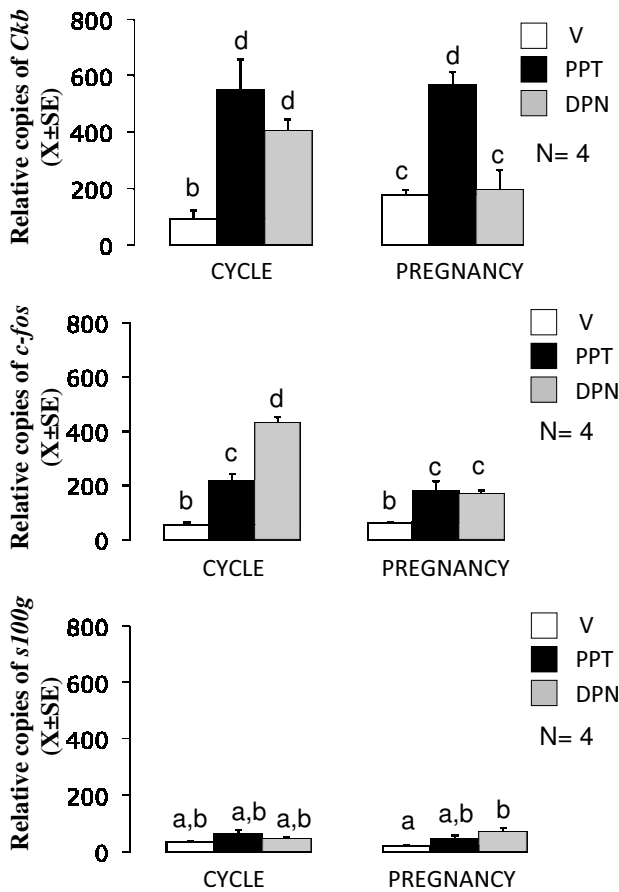 Relative copies of Ckb
(X±SE)
800
600
400
200
0
b
d
d
c
d
c
CYCLE
PREGNANCY
V
PPT
DPN
N= 4
Relative copies of c-fos
(X±SE)
800
600
400
200
0
b
c
d
b
c
c
CYCLE
PREGNANCY
V
PPT
DPN
N= 4
Relative copies of s100g
(X±SE)
800
600
400
200
0
a,b
a,b
a,b
a
a,b
b
CYCLE
PREGNANCY
V
PPT
DPN
N= 4